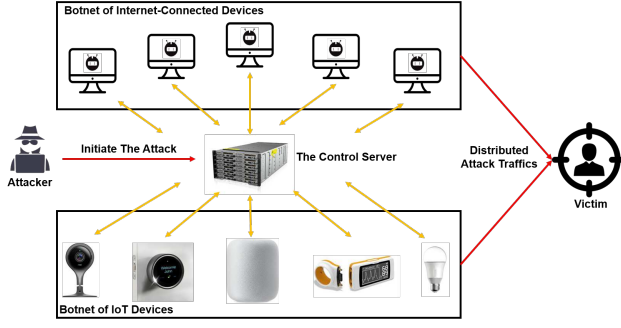 Botnet of Internet-Connected Devices
Initiate The Attack
The Control Server
Distributed
Attack Traffics
Attacker
Victim
Botnet of IoT Devices